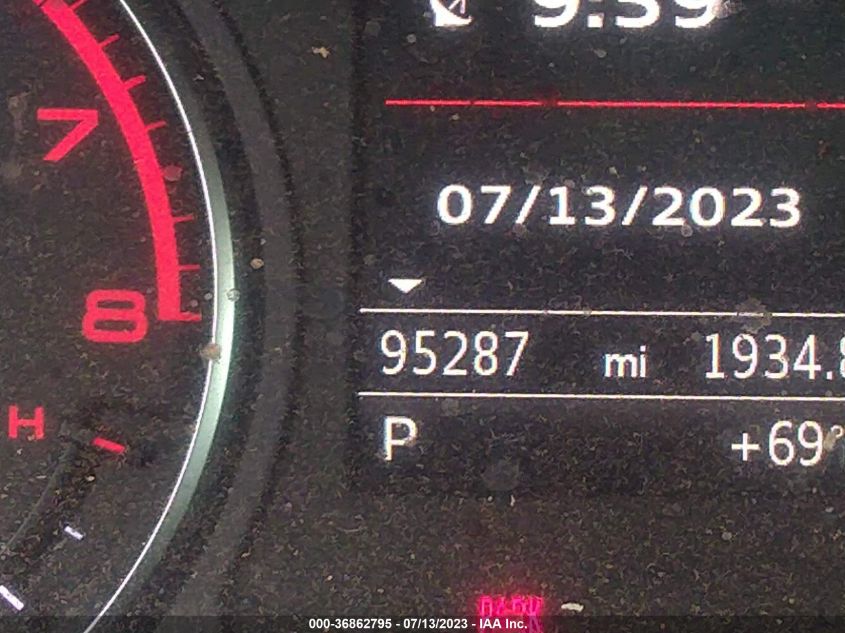 9:39
7
07/13/2023
8
95287 mi 1934.8
H
P +69°
000-36862795 - 07/13/2023 - IAA Inc.